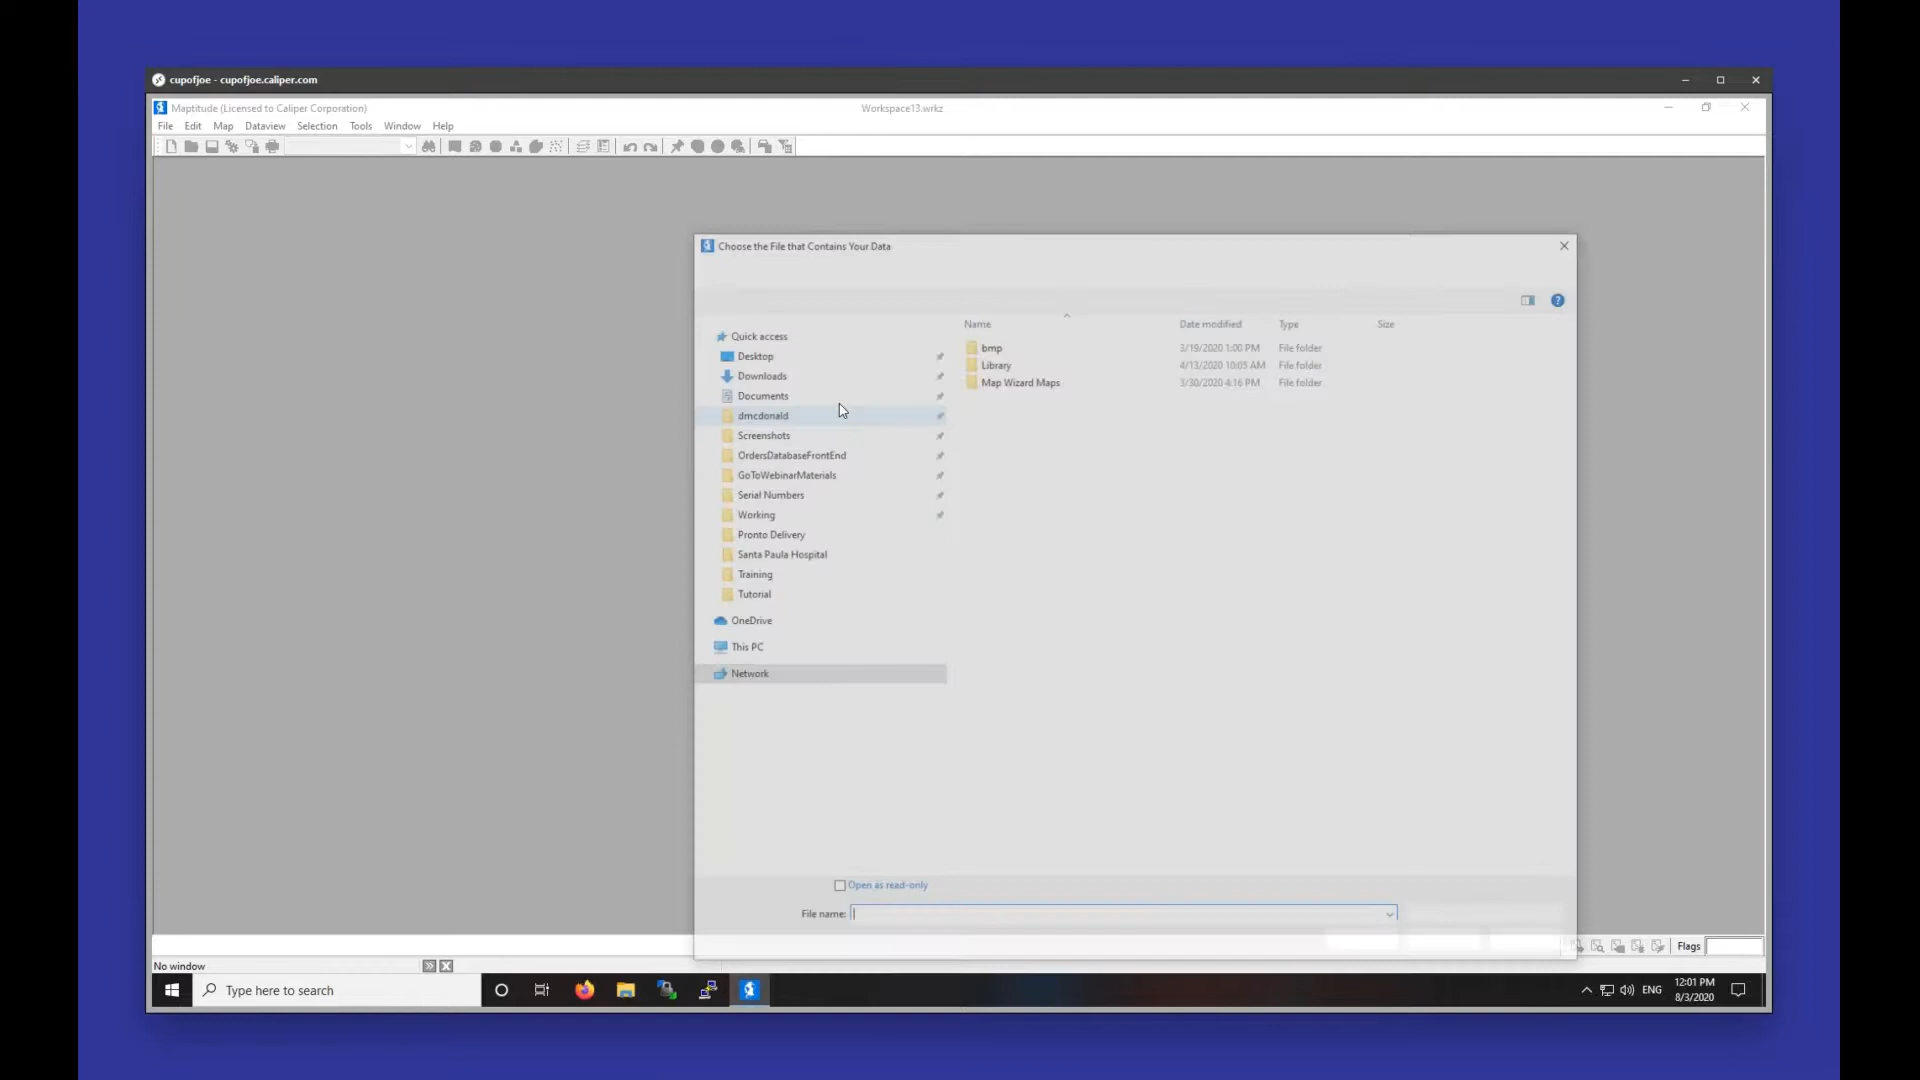 cupofjoe - cupofjoe.caliper.com
Maptitude (Licensed to Caliper Corporation)
Workspace13.wrkz
File Edit Map Dataview Selection Tools Window Help
Choose the File that Contains Your Data
Name Date modified Type Size
Quick access
Desktop
Downloads
Documents
dmcdonald
Screenshots
OrdersDatabaseFrontEnd
GoToWebinarMaterials
Serial Numbers
Working
Pronto Delivery
Santa Paula Hospital
Training
Tutorial
OneDrive
This PC
Network
bmp 3/19/2020 1:00 PM File folder
Library 4/13/2020 10:05 AM File folder
Map Wizard Maps 3/30/2020 4:16 PM File folder
Open as read-only
File name:
Flags
No window
Type here to search
ENG
12:01 PM
8/3/2020